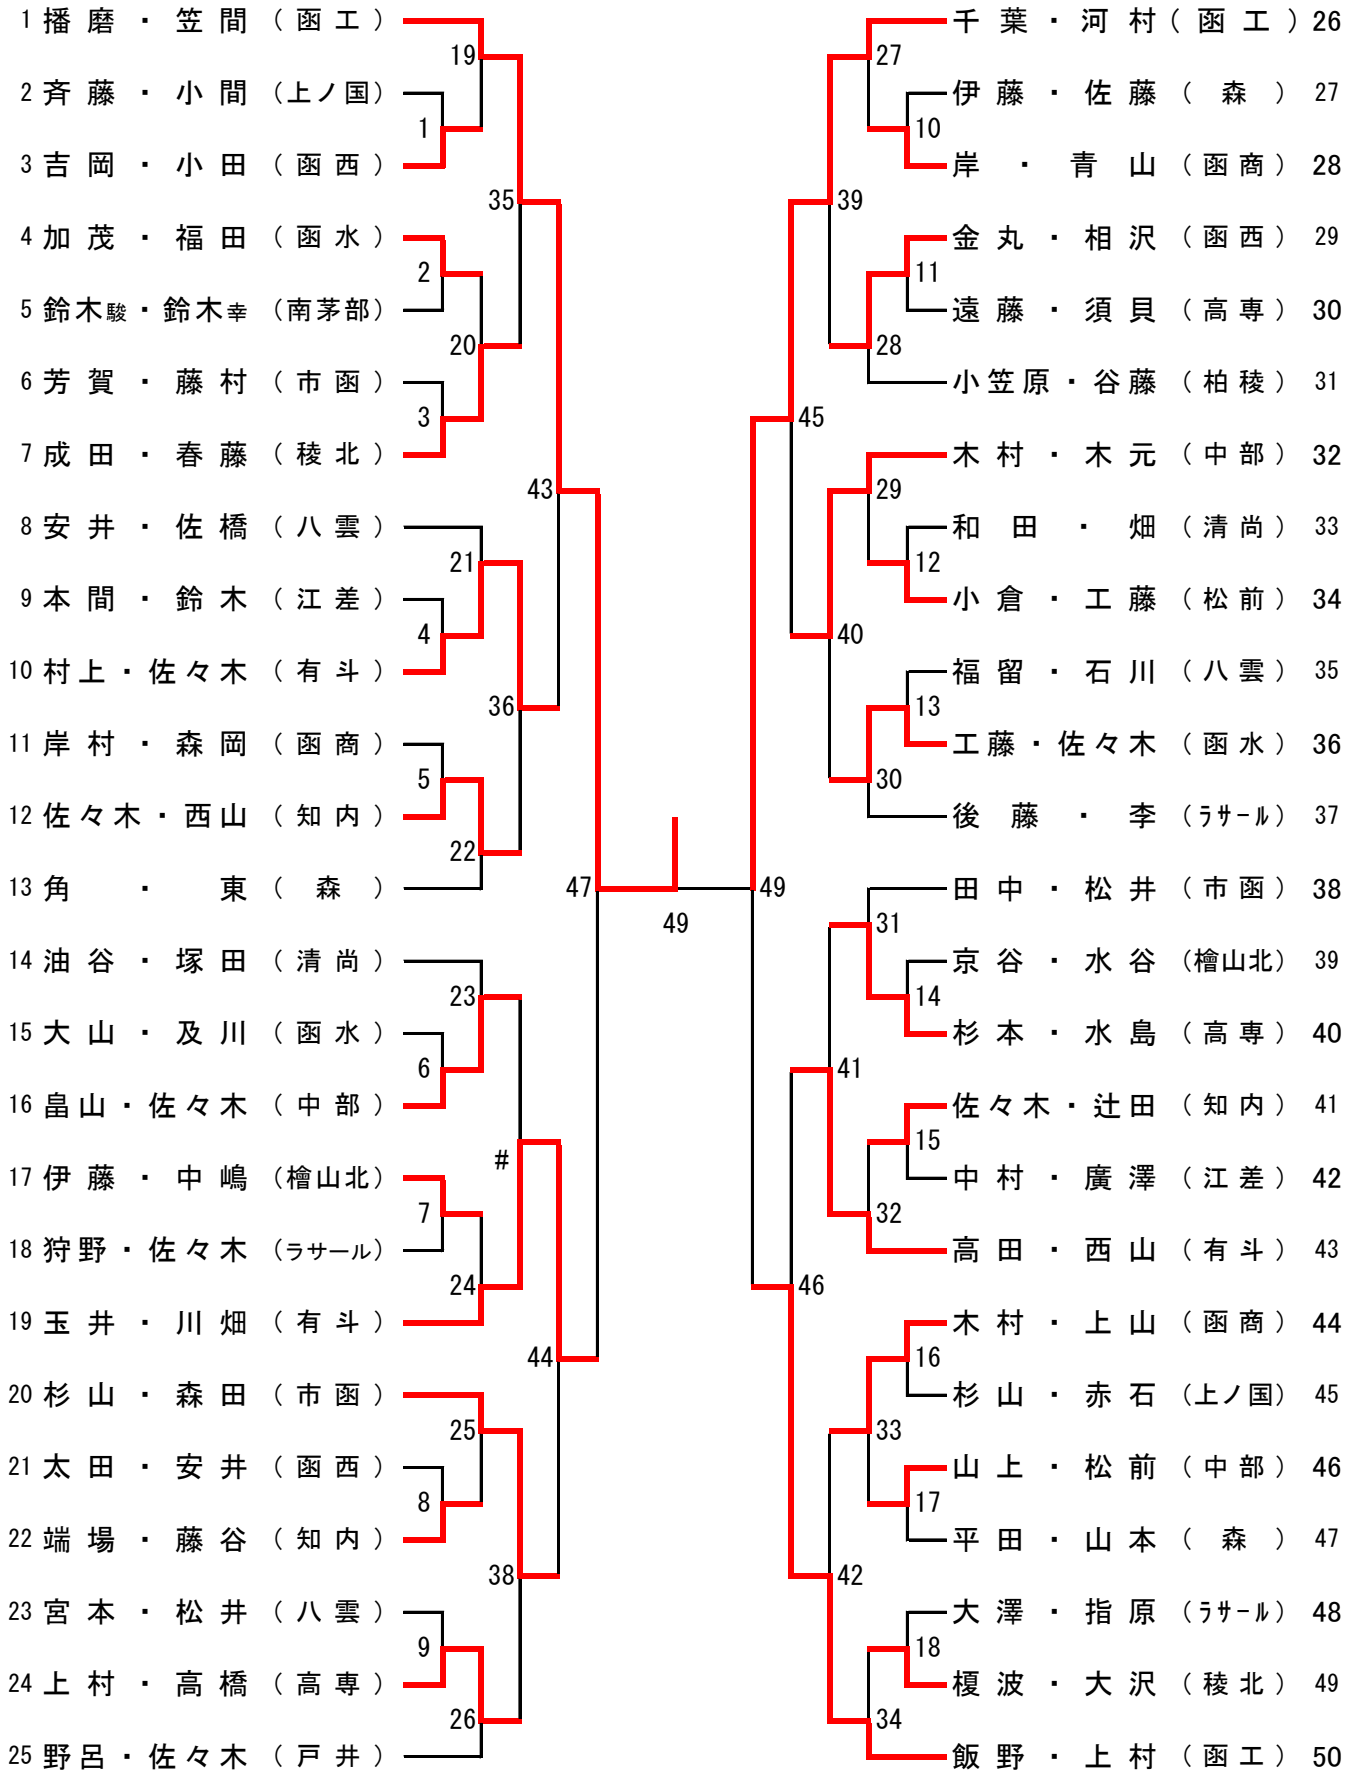 1 播磨・笠間 (函工)
2 斉藤・小間 (上ノ国)
3 吉岡・小田 (函西)
4 加茂・福田 (函水)
5 鈴木駿・鈴木幸 (南茅部)
6 芳賀・藤村 (市函)
7 成田・春藤 (稜北)
8 安井・佐橋 (八雲)
9 本間・鈴木 (江差)
10 村上・佐々木 (有斗)
11 岸村・森岡 (函商)
12 佐々木・西山 (知内)
13 角・東 (森)
14 油谷・塚田 (清尚)
15 大山・及川 (函水)
16 畠山・佐々木 (中部)
17 伊藤・中嶋 (檜山北)
18 狩野・佐々木 (ラサール)
19 玉井・川畑 (有斗)
20 杉山・森田 (市函)
21 太田・安井 (函西)
22 端場・藤谷 (知内)
23 宮本・松井 (八雲)
24 上村・高橋 (高専)
25 野呂・佐々木 (戸井)
1
2
3
4
5
6
7
8
9
19
20
21
22
23
24
25
26
35
36
#
38
43
44
47
49
49
45
46
39
40
41
42
27
28
29
30
31
32
33
34
10
11
12
13
14
15
16
17
18
千葉・河村 (函工) 26
伊藤・佐藤 (森) 27
岸・青山 (函商) 28
金丸・相沢 (函西) 29
遠藤・須貝 (高専) 30
小笠原・谷藤 (柏稜) 31
木村・木元 (中部) 32
和田・畑 (清尚) 33
小倉・工藤 (松前) 34
福留・石川 (八雲) 35
工藤・佐々木 (函水) 36
後藤・李 (ラサール) 37
田中・松井 (市函) 38
京谷・水谷 (檜山北) 39
杉本・水島 (高専) 40
佐々木・辻田 (知内) 41
中村・廣澤 (江差) 42
高田・西山 (有斗) 43
木村・上山 (函商) 44
杉山・赤石 (上ノ国) 45
山上・松前 (中部) 46
平田・山本 (森) 47
大澤・指原 (ラサール) 48
榎波・大沢 (稜北) 49
飯野・上村 (函工) 50